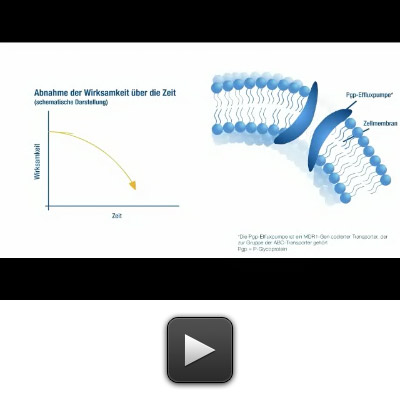 Abnahme der Wirksamkeit über die Zeit
(schematische Darstellung)
Wirksamkeit
Zeit
Pgp-Effluxpumpe*
Zellmembran
*Die Pgp-Effluxpumpe ist ein MDR1-Gen-codierter Transporter, der
zur Gruppe der ABC-Transporter gehört
Pgp = P-Glycoprotein